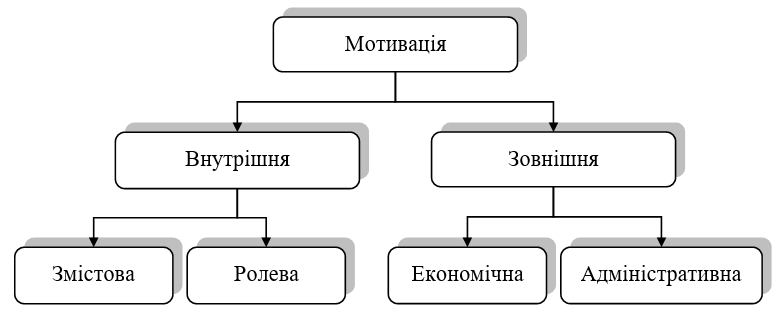 Мотивація
Внутрішня
Зовнішня
Змістова
Ролева
Економічна
Адміністративна